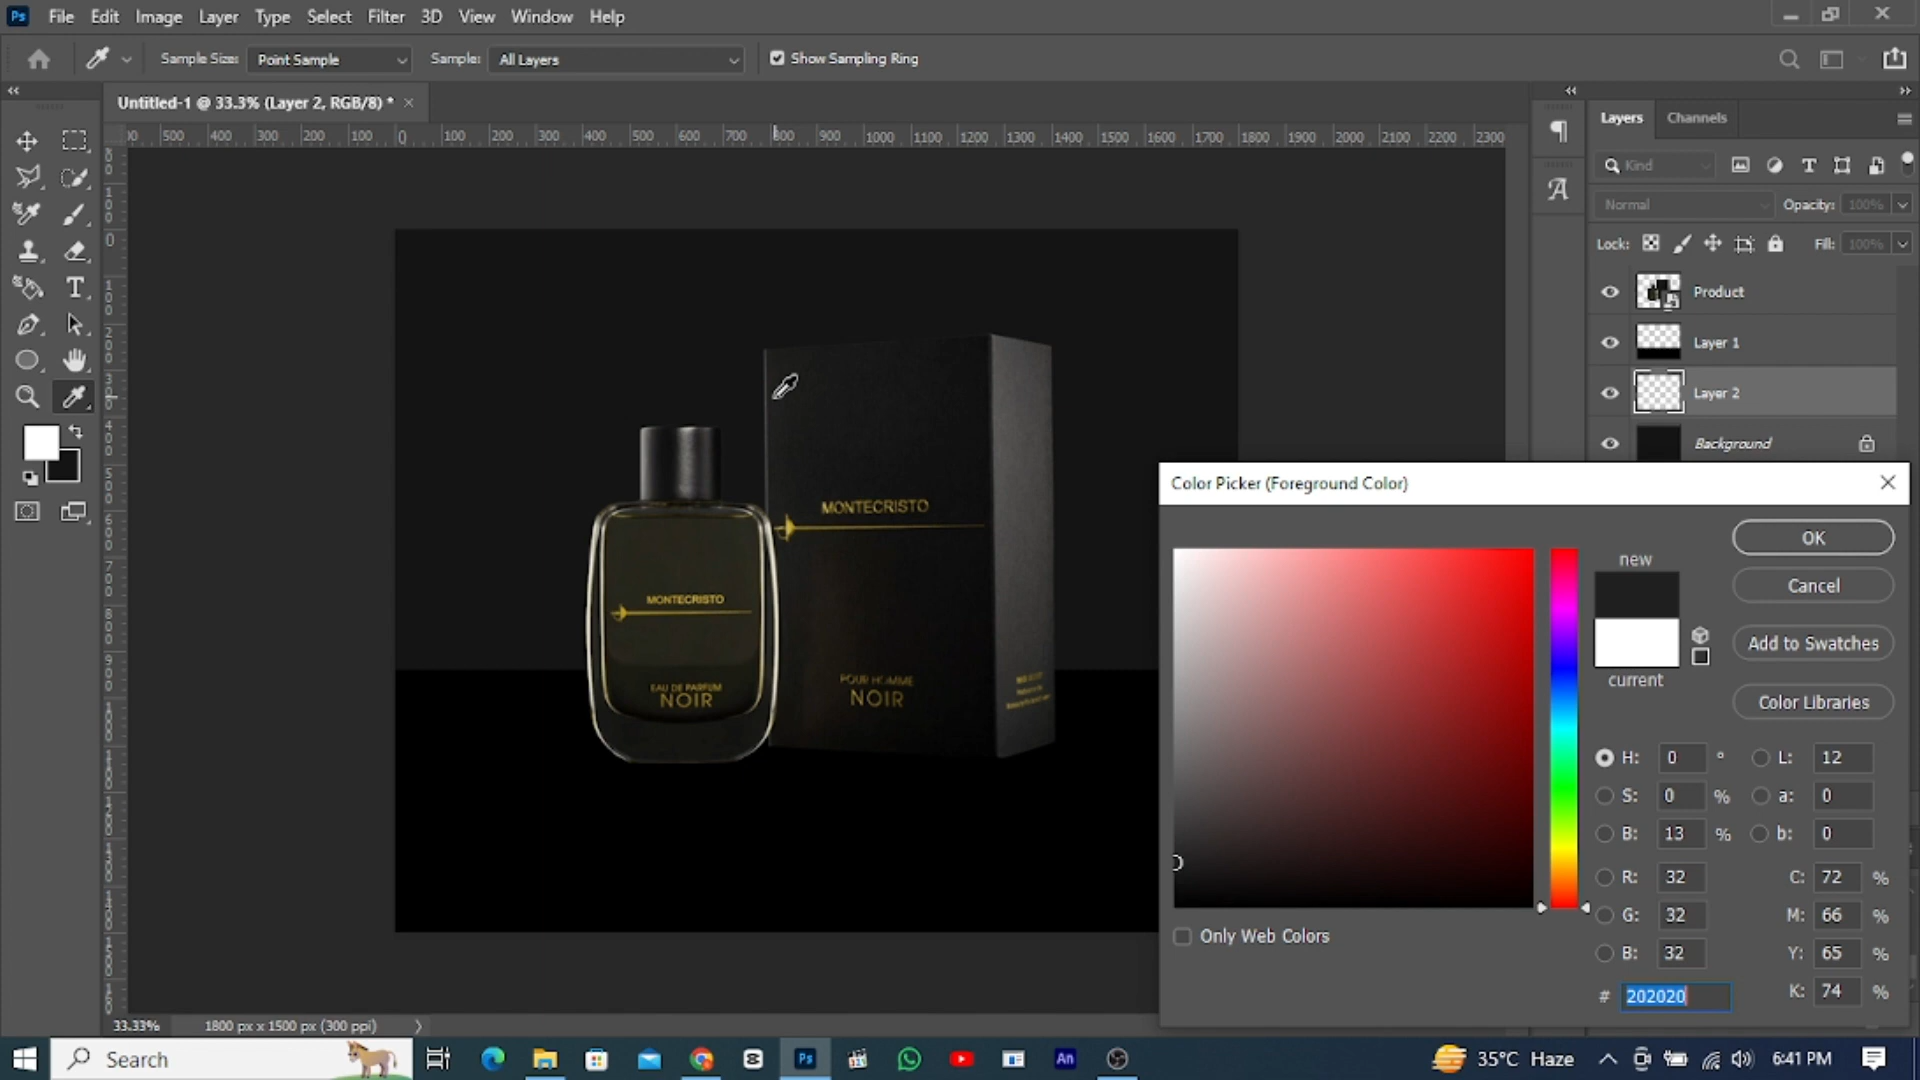 Ps File Edit Image Layer Type Select Filter 3D View Window Help
Sample Size: Point Sample Sample: All Layers Show Sampling Ring
Untitled-1 @ 33.3% (Layer 2, RGB/8) * ×
500 400 300 200 100 0 100 200 300 400 500 600 700 800 900 1000 1100 1200 1300 1400 1500 1600 1700 1800 1900 2000 2100 2200 2300
Layers Channels
Kind
Normal Opacity: 100%
Lock: Fill: 100%
Product
Layer 1
Layer 2
Background
MONTECRISTO
MONTECRISTO
POUR HOMME
NOIR
EAU DE PARFUM
NOIR
Color Picker (Foreground Color)
new
current
OK
Cancel
Add to Swatches
Color Libraries
H: 0 ° L: 12
S: 0 % a: 0
B: 13 % b: 0
R: 32 C: 72 %
G: 32 M: 66 %
B: 32 Y: 65 %
# 202020 K: 74 %
Only Web Colors
33.33% 1800 px x 1500 px (300 ppi)
Search Ps An 35°C Haze 6:41 PM